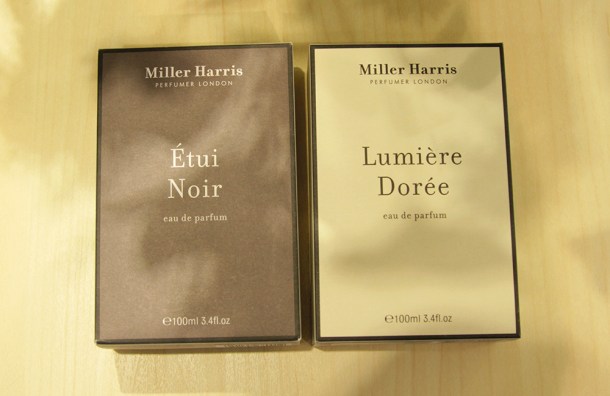 Miller Harris
PERFUMER LONDON
Étui
Noir
eau de parfum
℮100ml 3.4fl.oz
Miller Harris
PERFUMER LONDON
Lumière
Dorée
eau de parfum
℮100ml 3.4fl.oz